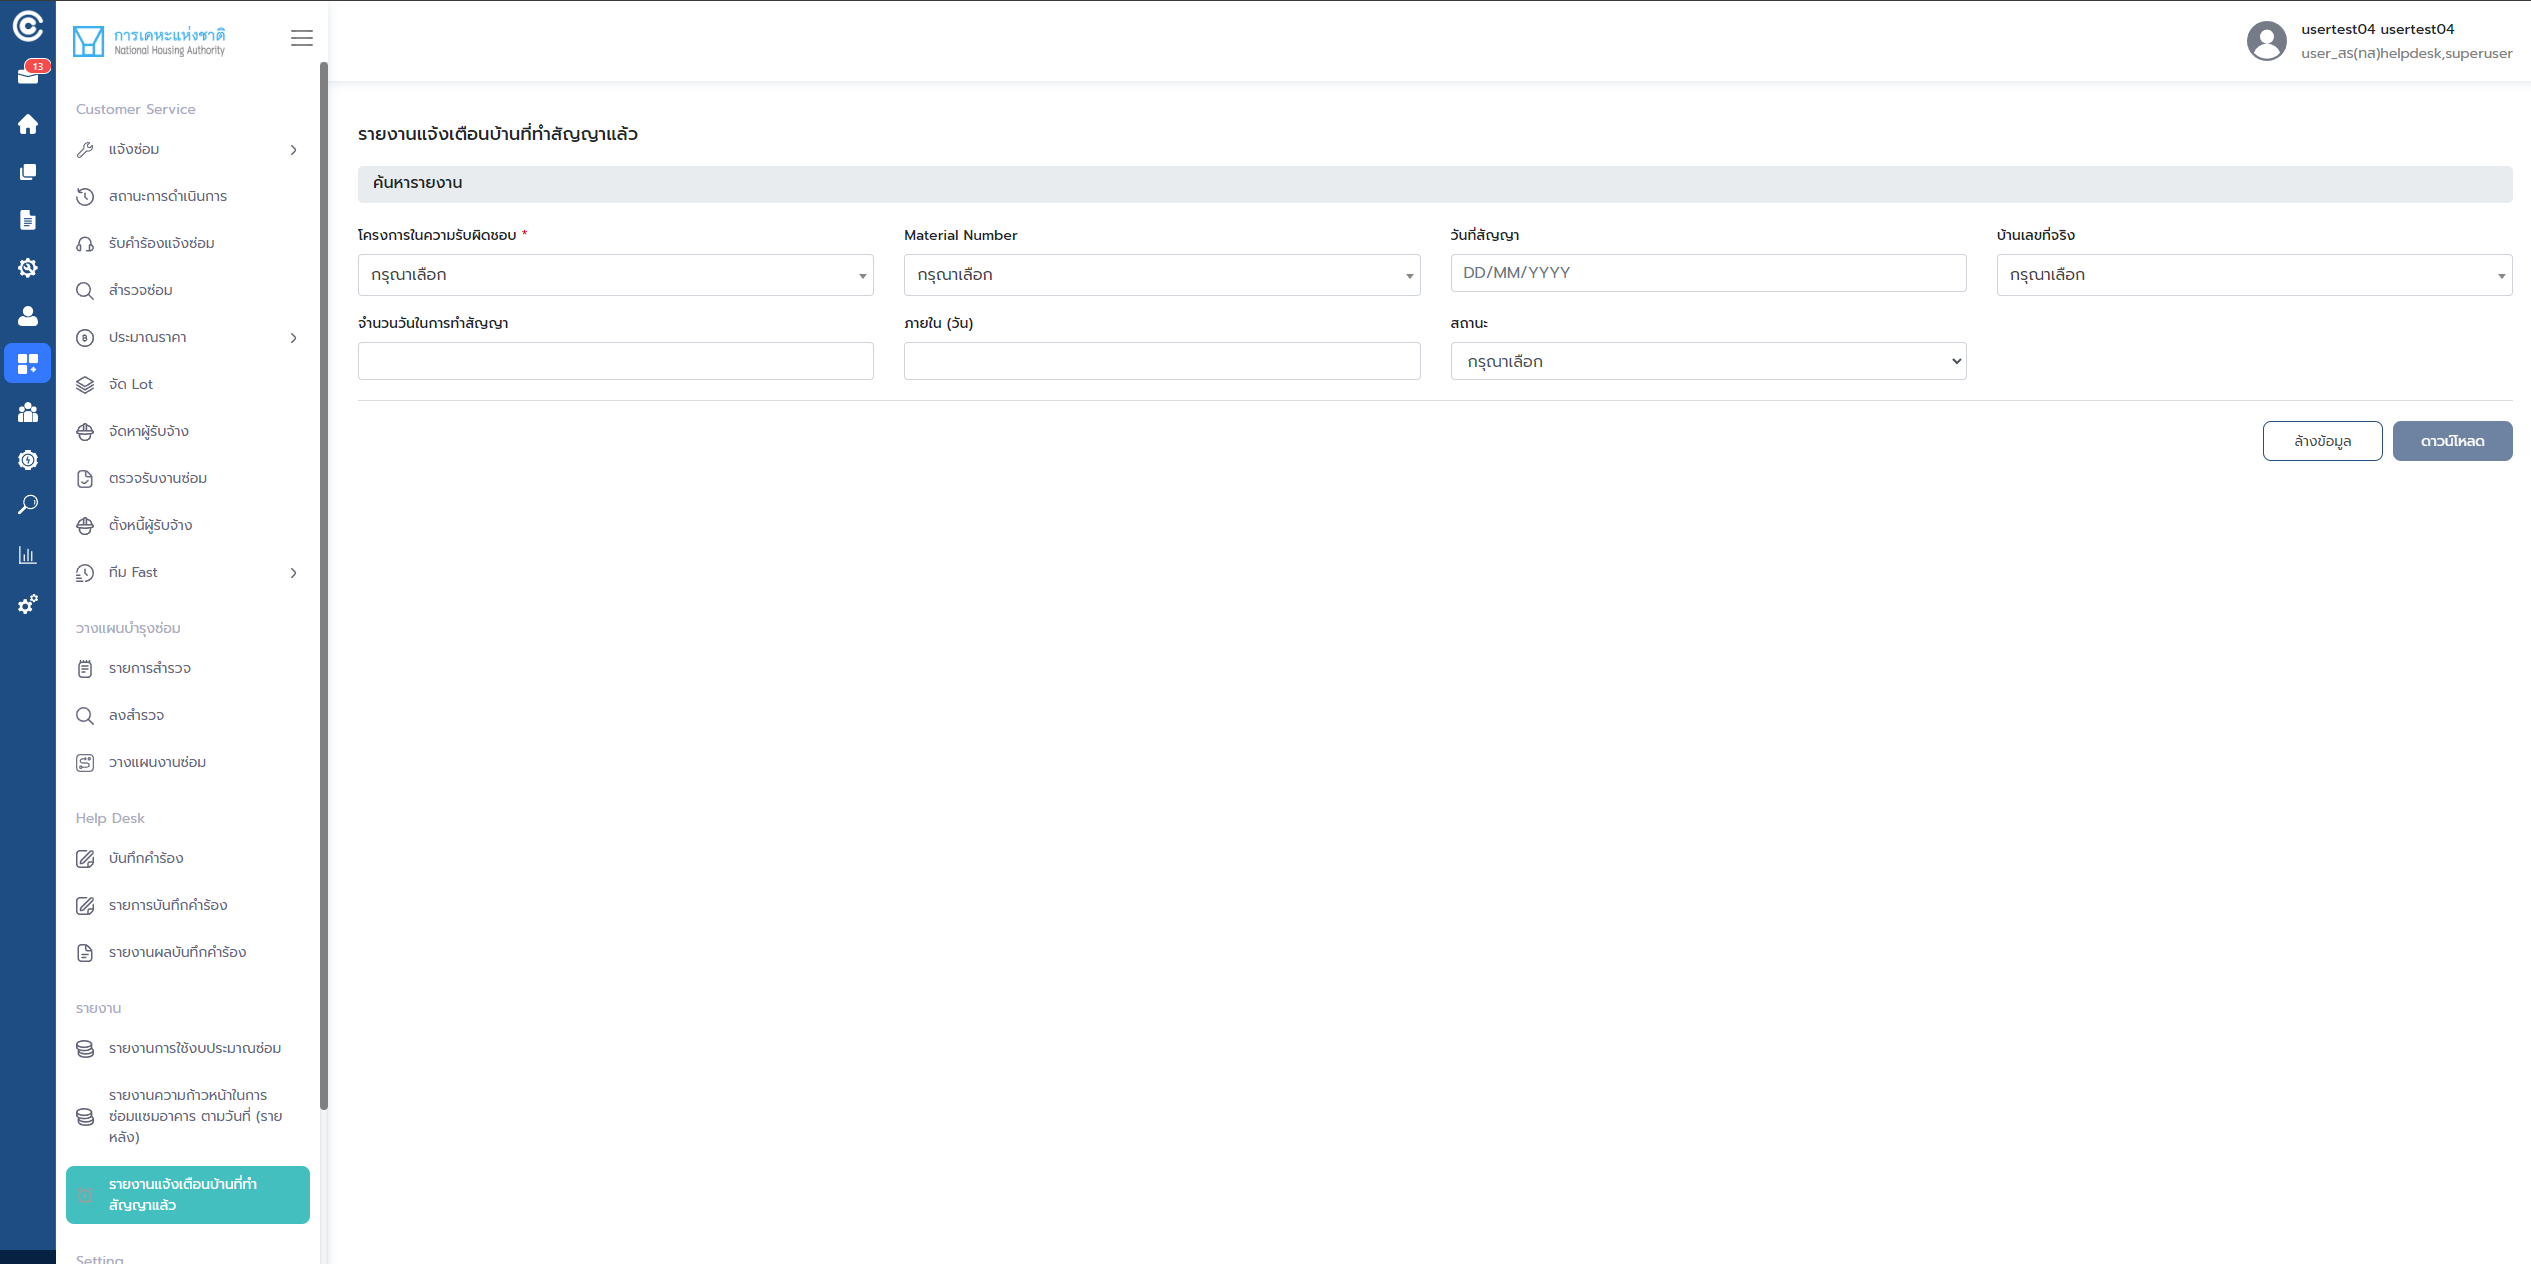 13
การเคหะแห่งชาติ
National Housing Authority
usertest04 usertest04
user_สร(ทส)helpdesk,superuser
Customer Service
แจ้งซ่อม
สถานะการดำเนินการ
รับคำร้องแจ้งซ่อม
สำรวจซ่อม
ประมาณราคา
จัด Lot
จัดหาผู้รับจ้าง
ตรวจรับงานซ่อม
ตั้งหนี้ผู้รับจ้าง
ทีม Fast
วางแผนบำรุงซ่อม
รายการสำรวจ
ลงสำรวจ
วางแผนงานซ่อม
Help Desk
บันทึกคำร้อง
รายการบันทึกคำร้อง
รายงานผลบันทึกคำร้อง
รายงาน
รายงานการใช้งบประมาณซ่อม
รายงานความก้าวหน้าในการ
ซ่อมแซมอาคาร ตามวันที่ (ราย
หลัง)
รายงานแจ้งเตือนบ้านที่ทำ
สัญญาแล้ว
Setting
รายงานแจ้งเตือนบ้านที่ทำสัญญาแล้ว
ค้นหารายงาน
โครงการในความรับผิดชอบ *
กรุณาเลือก
Material Number
กรุณาเลือก
วันที่สัญญา
DD/MM/YYYY
บ้านเลขที่จริง
กรุณาเลือก
จำนวนวันในการทำสัญญา
ภายใน (วัน)
สถานะ
กรุณาเลือก
ล้างข้อมูล
ดาวน์โหลด